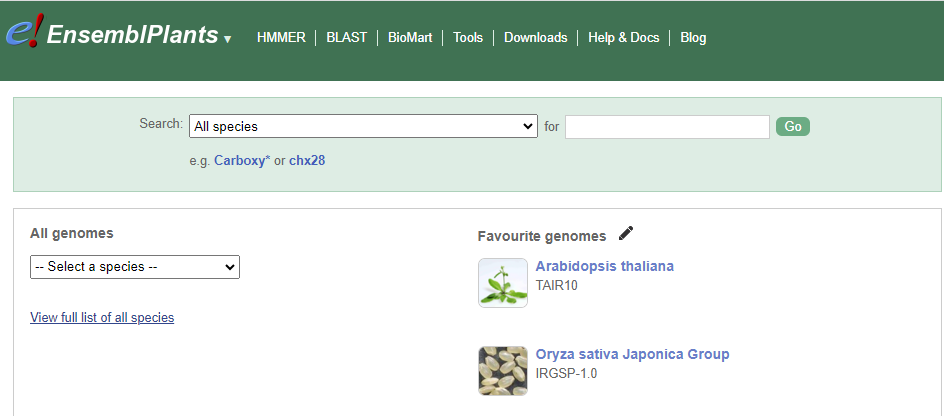 e! EnsemblPlants ▼ HMMER BLAST BioMart Tools Downloads Help & Docs Blog
Search: All species for Go
e.g. Carboxy* or chx28
All genomes
-- Select a species --
View full list of all species
Favourite genomes
Arabidopsis thaliana
TAIR10
Oryza sativa Japonica Group
IRGSP-1.0